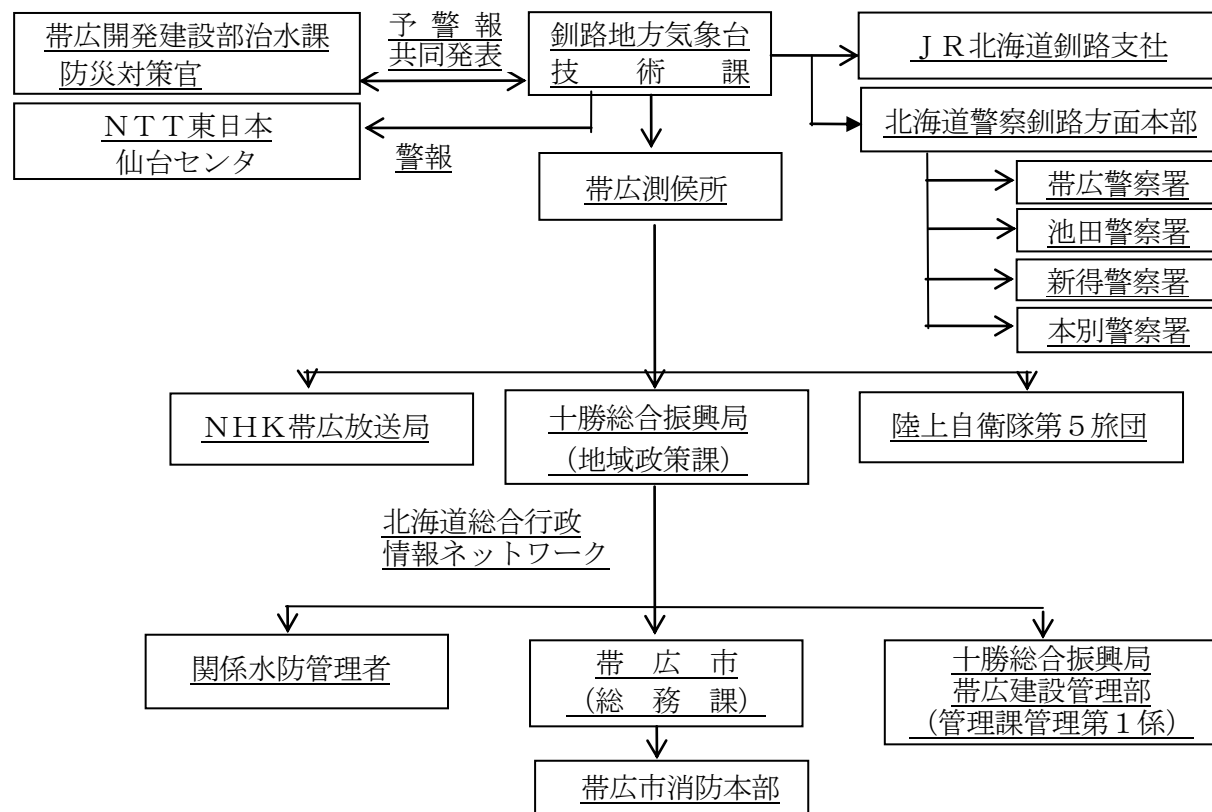 帯広開発建設部治水課
防災対策官
予 警 報
共同発表
釧路地方気象台
技 術 課
ＪＲ北海道釧路支社
ＮＴＴ東日本
仙台センタ
警報
北海道警察釧路方面本部
帯広測候所
帯広警察署
池田警察署
新得警察署
本別警察署
ＮＨＫ帯広放送局
十勝総合振興局
（地域政策課）
陸上自衛隊第５旅団
北海道総合行政
情報ネットワーク
関係水防管理者
帯 広 市
（総 務 課）
十勝総合振興局
帯広建設管理部
（管理課管理第１係）
帯広市消防本部